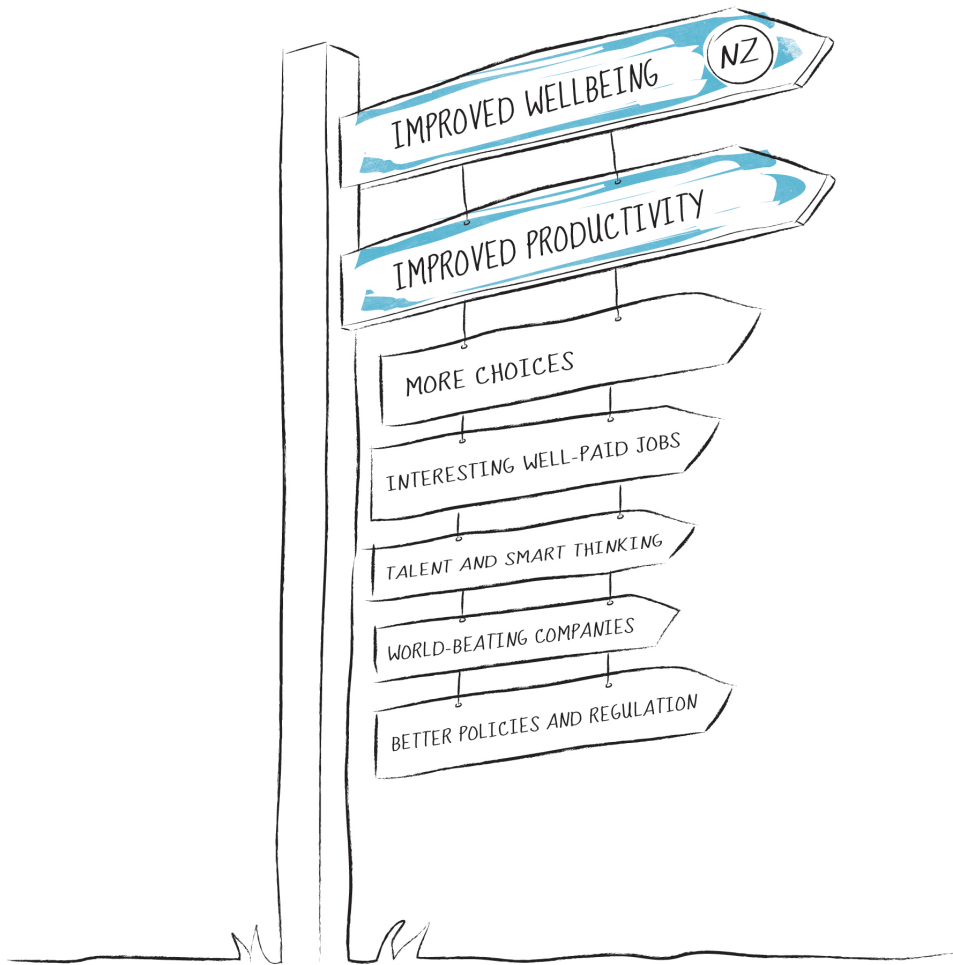 NZ
IMPROVED WELLBEING
IMPROVED PRODUCTIVITY
MORE CHOICES
INTERESTING WELL-PAID JOBS
TALENT AND SMART THINKING
WORLD-BEATING COMPANIES
BETTER POLICIES AND REGULATION